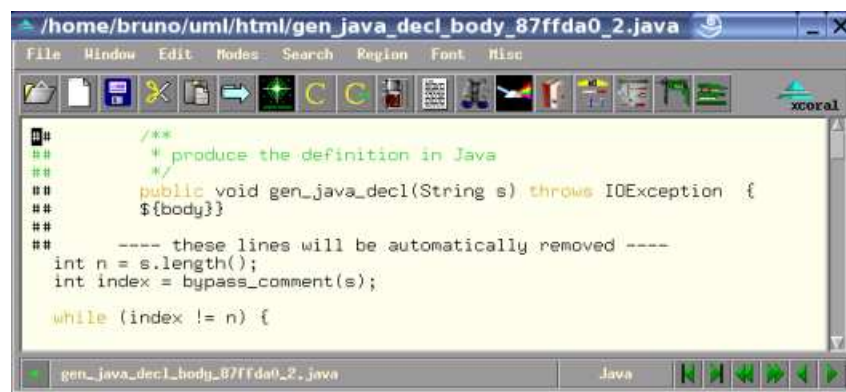 /home/bruno/uml/html/gen_java_decl_body_87ffda0_2.java
File Window Edit Modes Search Region Font Misc
xcoral
## /**
## * produce the definition in Java
## */
## public void gen_java_decl(String s) throws IOException {
## ${body}}
##
## ---- these lines will be automatically removed ----
int n = s.length();
int index = bypass_comment(s);
while (index != n) {
gen_java_decl_body_87ffda0_2.java Java